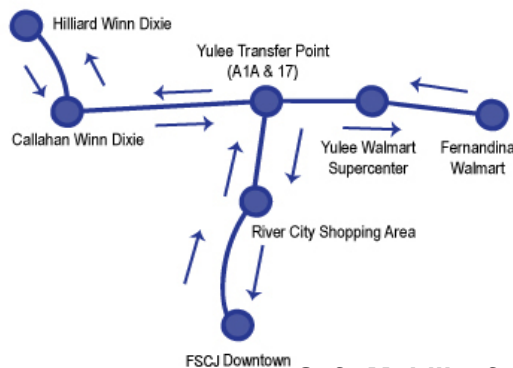 Hilliard Winn Dixie
Yulee Transfer Point
(A1A & 17)
Callahan Winn Dixie
Yulee Walmart
Supercenter
Fernandina
Walmart
River City Shopping Area
FSCJ Downtown